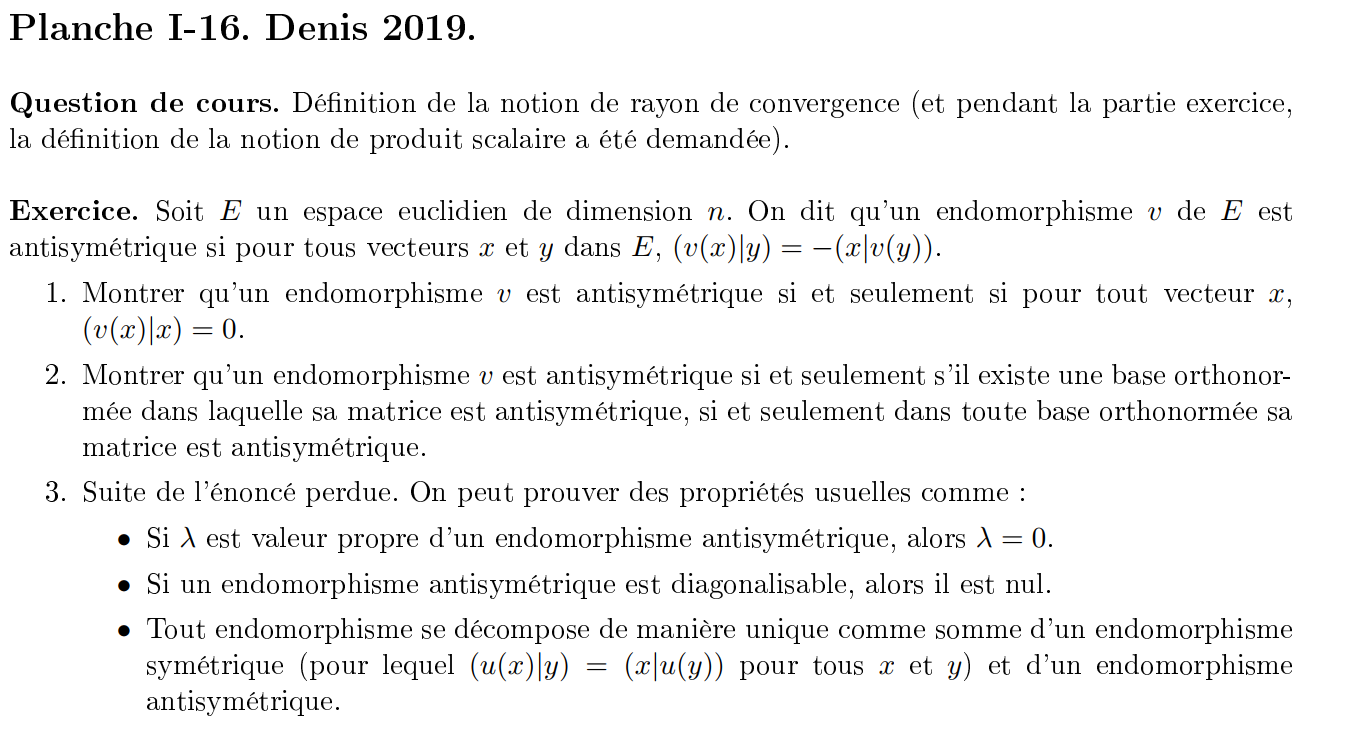 Planche I-16. Denis 2019.
Question de cours. Définition de la notion de rayon de convergence (et pendant la partie exercice,
la définition de la notion de produit scalaire a été demandée).
Exercice. Soit E un espace euclidien de dimension n. On dit qu'un endomorphisme v de E est
antisymétrique si pour tous vecteurs x et y dans E, (v(x)|y) = −(x|v(y)).
1. Montrer qu'un endomorphisme v est antisymétrique si et seulement si pour tout vecteur x,
(v(x)|x) = 0.
2. Montrer qu'un endomorphisme v est antisymétrique si et seulement s'il existe une base orthonor-
mée dans laquelle sa matrice est antisymétrique, si et seulement dans toute base orthonormée sa
matrice est antisymétrique.
3. Suite de l'énoncé perdue. On peut prouver des propriétés usuelles comme :
• Si λ est valeur propre d'un endomorphisme antisymétrique, alors λ = 0.
• Si un endomorphisme antisymétrique est diagonalisable, alors il est nul.
• Tout endomorphisme se décompose de manière unique comme somme d'un endomorphisme
symétrique (pour lequel (u(x)|y) = (x|u(y)) pour tous x et y) et d'un endomorphisme
antisymétrique.